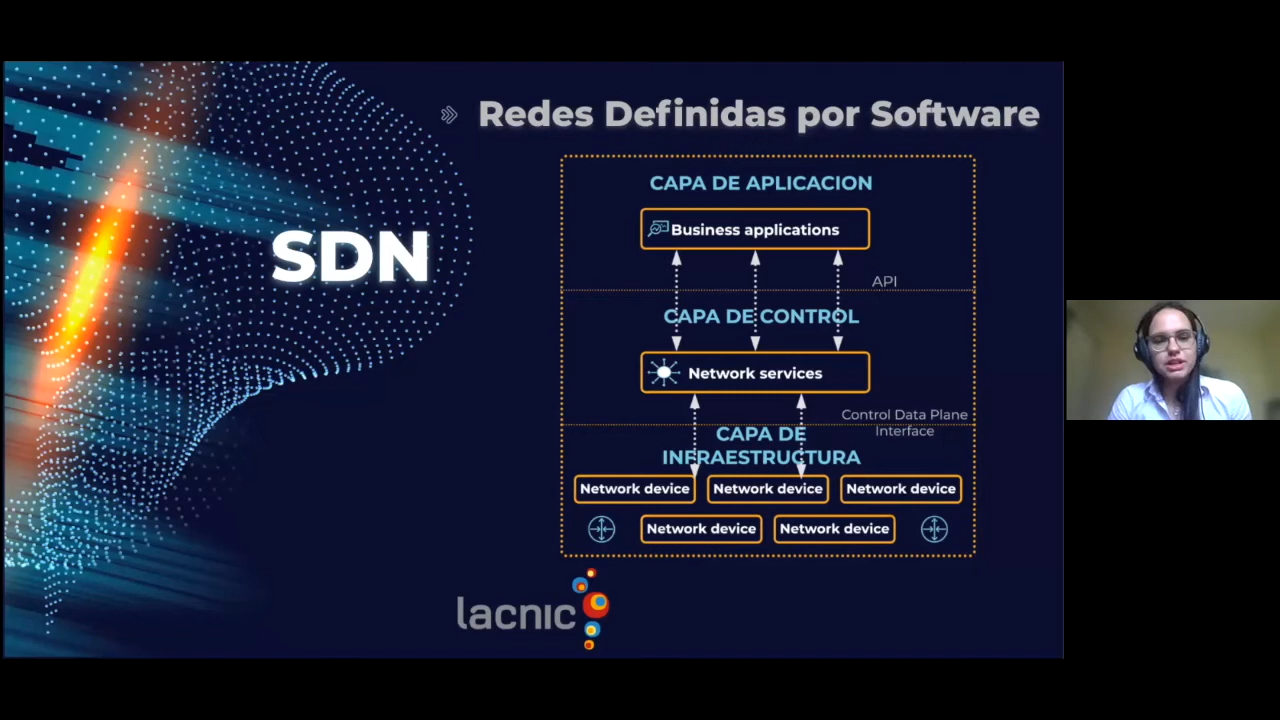 Redes Definidas por Software
SDN
CAPA DE APLICACION
Business applications
API
CAPA DE CONTROL
Network services
Control Data Plane
Interface
CAPA DE
INFRAESTRUCTURA
Network device Network device Network device
Network device Network device
lacnic